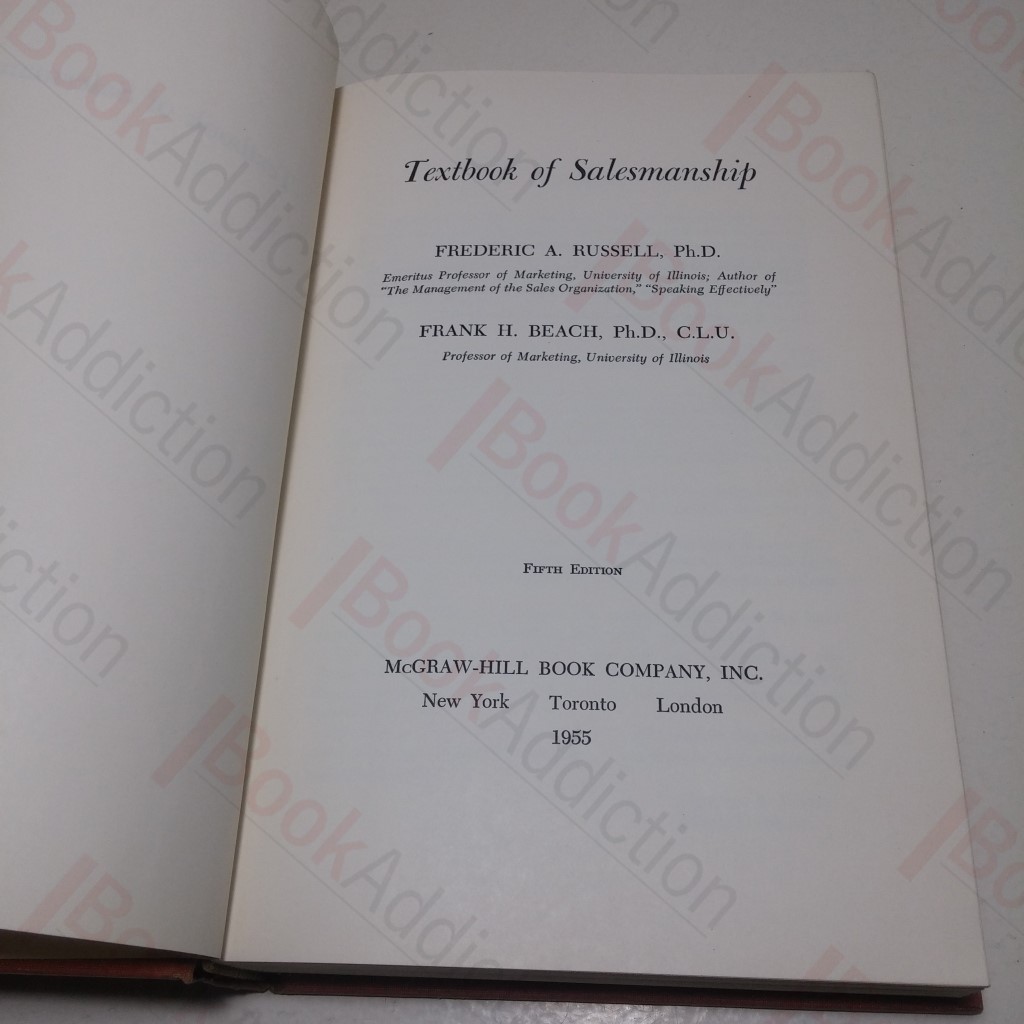 Textbook of Salesmanship
FREDERIC A. RUSSELL, Ph.D.
Emeritus Professor of Marketing, University of Illinois; Author of
"The Management of the Sales Organization," "Speaking Effectively"
FRANK H. BEACH, Ph.D., C.L.U.
Professor of Marketing, University of Illinois
FIFTH EDITION
McGRAW-HILL BOOK COMPANY, INC.
New York Toronto London
1955
BookAddiction